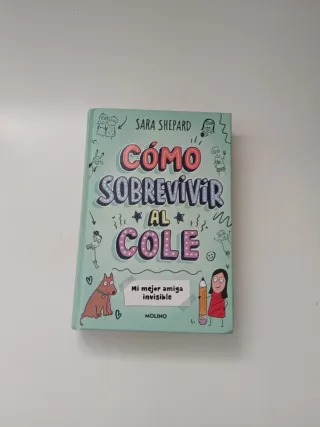 SARA SHEPARD
CÓMO
SOBREVIVIR
AL
COLE
Mi mejor amiga
invisible
MOLINO